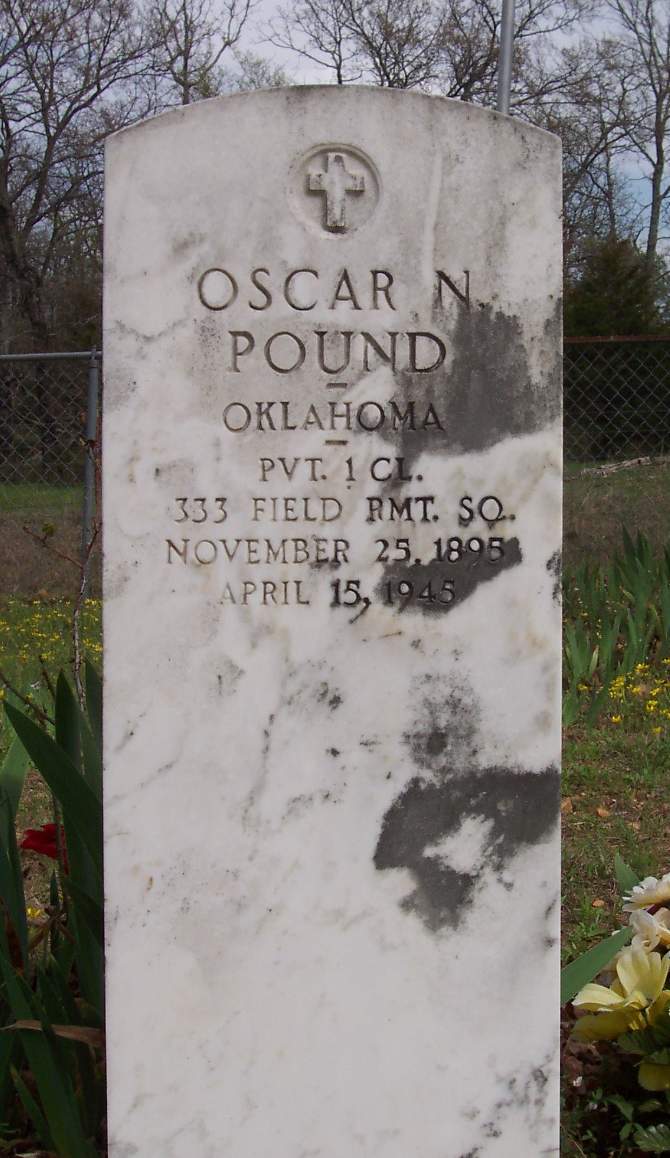 OSCAR N.
POUND
OKLAHOMA
PVT. 1 CL.
333 FIELD RMT. SQ.
NOVEMBER 25, 1895
APRIL 15, 1945